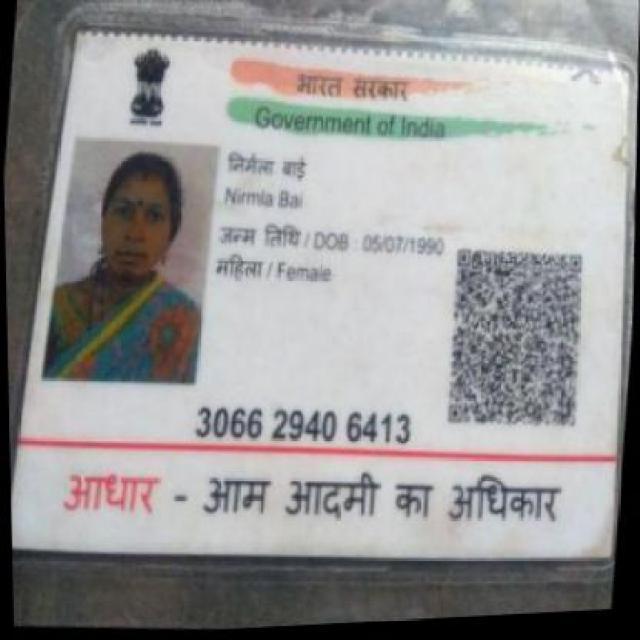 भारत सरकार
Government of India
निर्मला बाई
Nirmla Bai
जन्म तिथि / DOB : 05/07/1990
महिला / Female
3066 2940 6413
आधार - आम आदमी का अधिकार